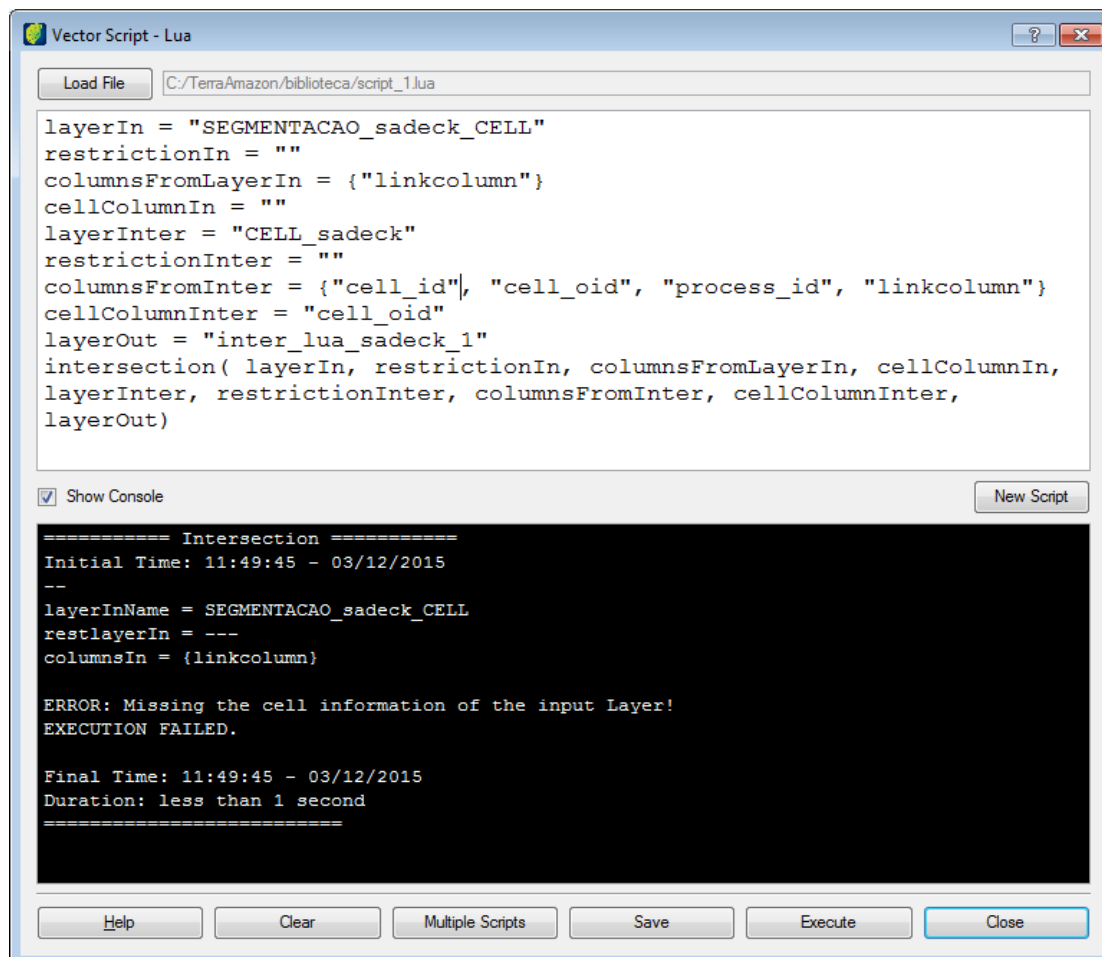 Vector Script - Lua
Load File
C:/TerraAmazon/biblioteca/script_1.lua
layerIn = "SEGMENTACAO_sadeck_CELL"
restrictionIn = ""
columnsFromLayerIn = {"linkcolumn"}
cellColumnIn = ""
layerInter = "CELL_sadeck"
restrictionInter = ""
columnsFromInter = {"cell_id", "cell_oid", "process_id", "linkcolumn"}
cellColumnInter = "cell_oid"
layerOut = "inter_lua_sadeck_1"
intersection( layerIn, restrictionIn, columnsFromLayerIn, cellColumnIn,
layerInter, restrictionInter, columnsFromInter, cellColumnInter,
layerOut)
Show Console
New Script
=========== Intersection ===========
Initial Time: 11:49:45 - 03/12/2015
--
layerInName = SEGMENTACAO_sadeck_CELL
restlayerIn = ---
columnsIn = {linkcolumn}
ERROR: Missing the cell information of the input Layer!
EXECUTION FAILED.
Final Time: 11:49:45 - 03/12/2015
Duration: less than 1 second
==========================
Help
Clear
Multiple Scripts
Save
Execute
Close